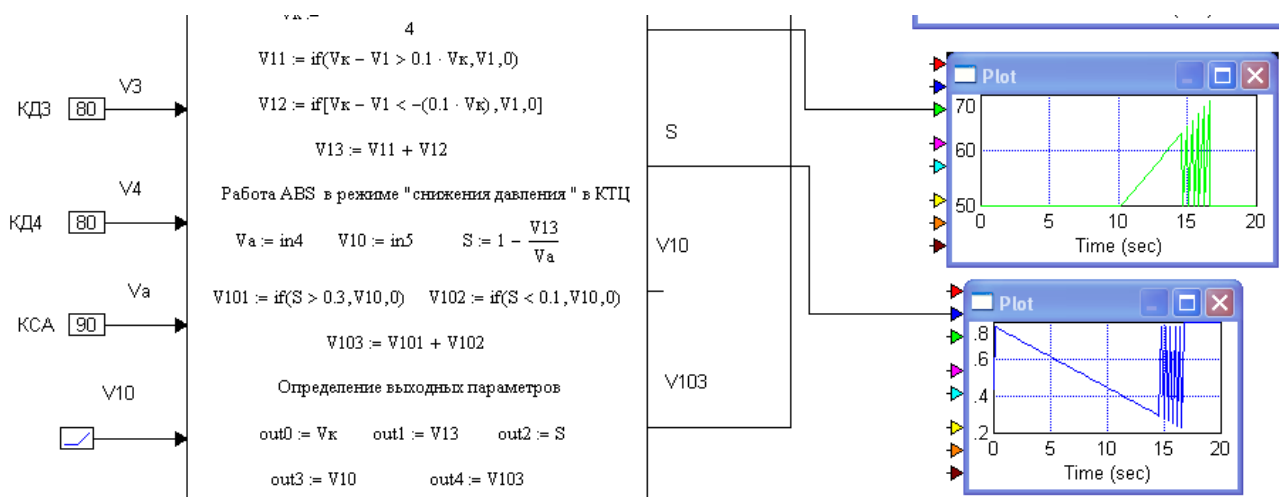 4
V11 := if(Vк − V1 > 0.1 · Vк,V1,0)
V12 := if[Vк − V1 < −(0.1 · Vк),V1,0]
V13 := V11 + V12
Работа ABS в режиме "снижения давления " в КТЦ
Va := in4 V10 := in5 S := 1 − V13
Va
V101 := if(S > 0.3,V10,0) V102 := if(S < 0.1,V10,0)
V103 := V101 + V102
Определение выходных параметров
out0 := Vк out1 := V13 out2 := S
out3 := V10 out4 := V103
V3
КД3 80
V4
КД4 80
Va
КСА 90
V10
S
V10
V103
Plot
70
60
50
0 5 10 15 20
Time (sec)
Plot
.8
.6
.4
.2
0 5 10 15 20
Time (sec)